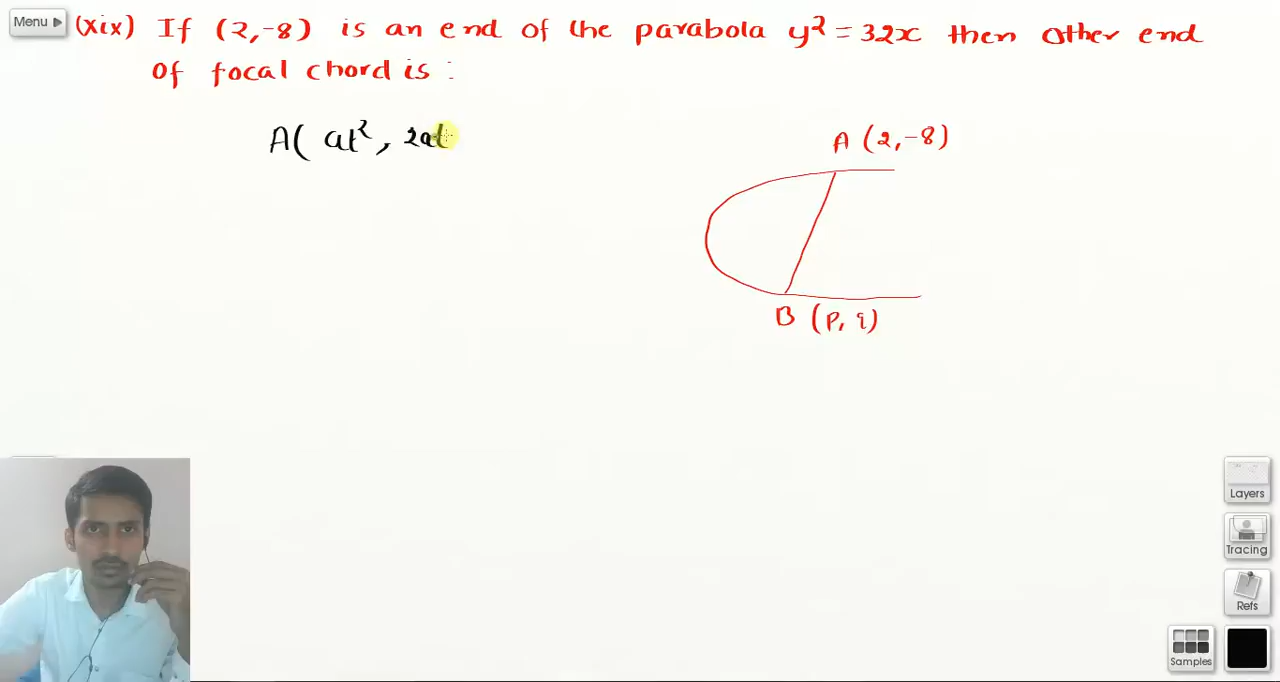 Menu
(xix) If (2,-8) is an end of the parabola y² = 32x then other end
of focal chord is :
A( at², 2at
A (2,-8)
B (p, q)
Layers
Tracing
Refs
Samples